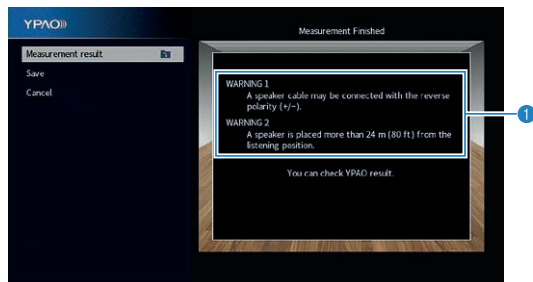 YPAO
Measurement Finished
Measurement result
Save
Cancel
WARNING 1
A speaker cable may be connected with the reverse
polarity (+/–).
WARNING 2
A speaker is placed more than 24 m (80 ft) from the
listening position.
You can check YPAO result.
1